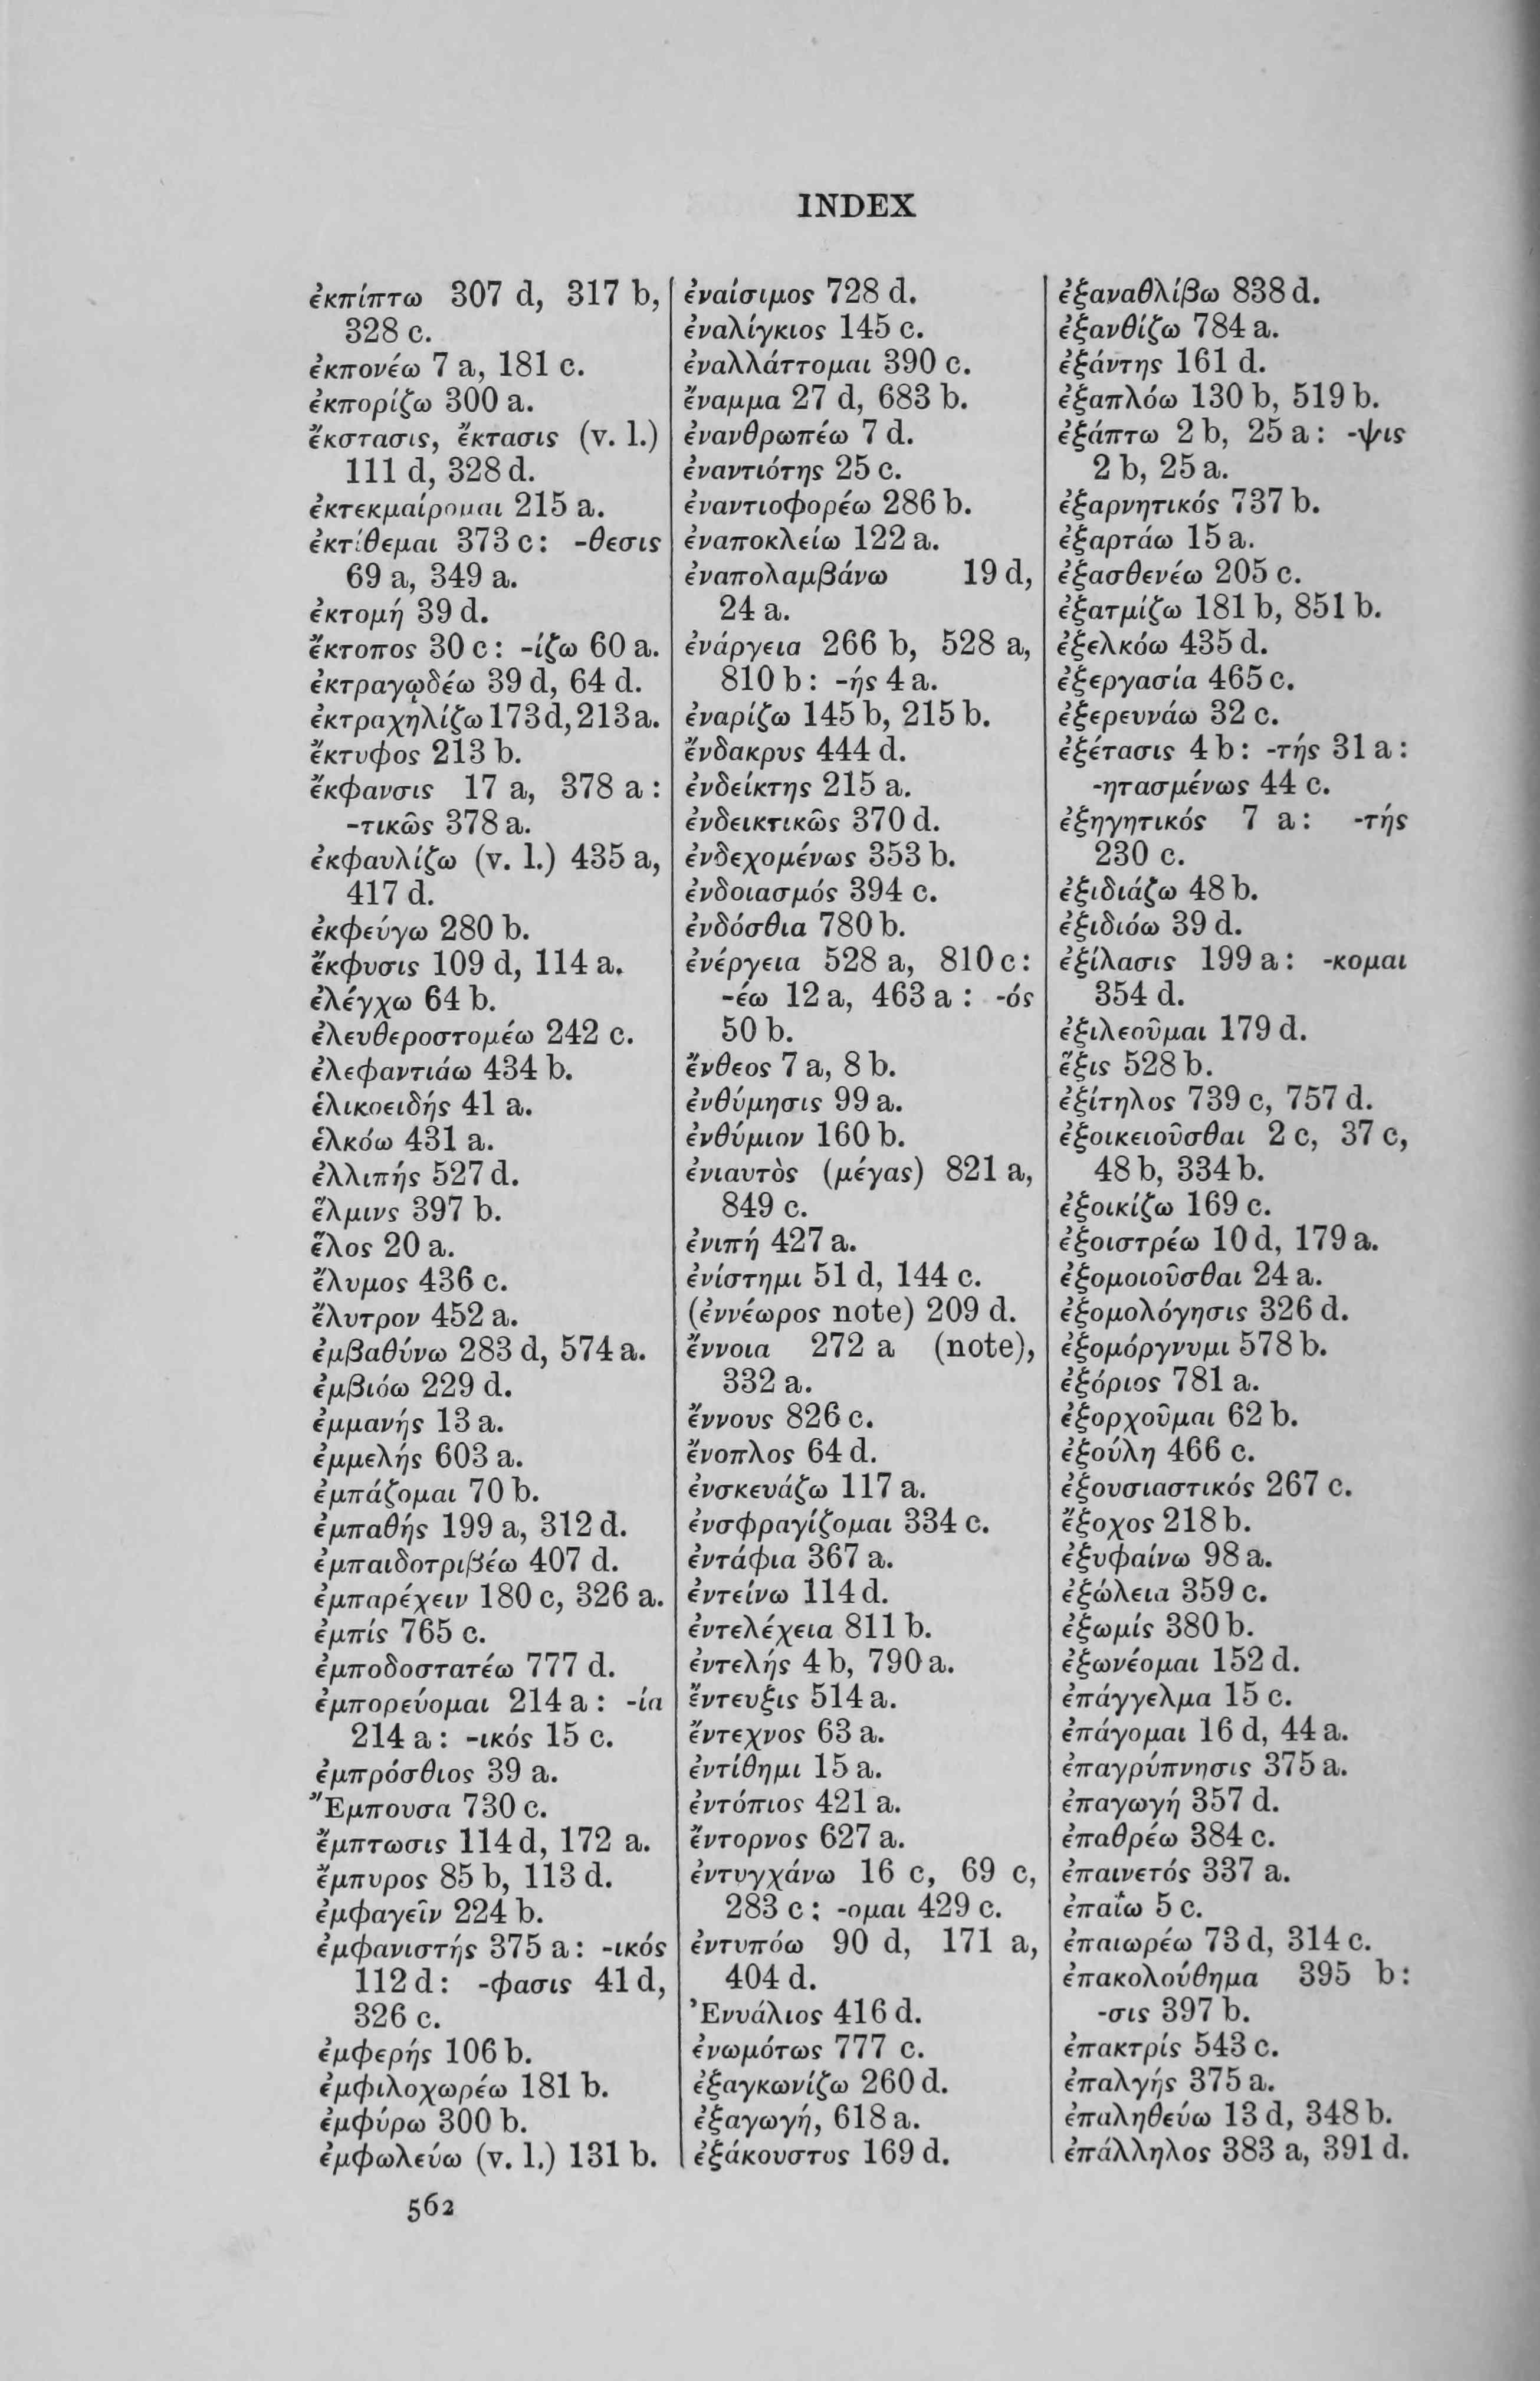 INDEX
ἐκπίπτω 307 d, 317 b,
328 c.
ἐκπονέω 7 a, 181 c.
ἐκπορίζω 300 a.
ἔκστασις, ἔκτασις (v. l.)
111 d, 328 d.
ἐκτεκμαίρομαι 215 a.
ἐκτίθεμαι 373 c: -θεσις
69 a, 349 a.
ἐκτομή 39 d.
ἔκτοπος 30 c: -ίζω 60 a.
ἐκτραγῳδέω 39 d, 64 d.
ἐκτραχηλίζω 173 d, 213 a.
ἔκτυφος 213 b.
ἔκφανσις 17 a, 378 a:
-τικῶς 378 a.
ἐκφαυλίζω (v. l.) 435 a,
417 d.
ἐκφεύγω 280 b.
ἔκφυσις 109 d, 114 a.
ἐλέγχω 64 b.
ἐλευθεροστομέω 242 c.
ἐλεφαντιάω 434 b.
ἑλικοειδής 41 a.
ἑλκόω 431 a.
ἐλλιπής 527 d.
ἕλμινς 397 b.
ἕλος 20 a.
ἔλυμος 436 c.
ἔλυτρον 452 a.
ἐμβαθύνω 283 d, 574 a.
ἐμβιόω 229 d.
ἐμμανής 13 a.
ἐμμελής 603 a.
ἐμπάζομαι 70 b.
ἐμπαθής 199 a, 312 d.
ἐμπαιδοτριβέω 407 d.
ἐμπαρέχειν 180 c, 326 a.
ἐμπίς 765 c.
ἐμποδοστατέω 777 d.
ἐμπορεύομαι 214 a: -ία
214 a: -ικός 15 c.
ἐμπρόσθιος 39 a.
Ἔμπουσα 730 c.
ἔμπτωσις 114 d, 172 a.
ἔμπυρος 85 b, 113 d.
ἐμφαγεῖν 224 b.
ἐμφανιστής 375 a: -ικός
112 d: -φασις 41 d,
326 c.
ἐμφερής 106 b.
ἐμφιλοχωρέω 181 b.
ἐμφύρω 300 b.
ἐμφωλεύω (v. l.) 131 b.
ἐναίσιμος 728 d.
ἐναλίγκιος 145 c.
ἐναλλάττομαι 390 c.
ἔναμμα 27 d, 683 b.
ἐνανθρωπέω 7 d.
ἐναντιότης 25 c.
ἐναντιοφορέω 286 b.
ἐναποκλείω 122 a.
ἐναπολαμβάνω 19 d,
24 a.
ἐνάργεια 266 b, 528 a,
810 b: -ής 4 a.
ἐναρίζω 145 b, 215 b.
ἔνδακρυς 444 d.
ἐνδείκτης 215 a.
ἐνδεικτικῶς 370 d.
ἐνδεχομένως 353 b.
ἐνδοιασμός 394 c.
ἐνδόσθια 780 b.
ἐνέργεια 528 a, 810 c:
-έω 12 a, 463 a: -ός
50 b.
ἔνθεος 7 a, 8 b.
ἐνθύμησις 99 a.
ἐνθύμιον 160 b.
ἐνιαυτὸς (μέγας) 821 a,
849 c.
ἐνιπή 427 a.
ἐνίστημι 51 d, 144 c.
(ἐννέωρος note) 209 d.
ἔννοια 272 a (note),
332 a.
ἔννους 826 c.
ἔνοπλος 64 d.
ἐνσκευάζω 117 a.
ἐνσφραγίζομαι 334 c.
ἐντάφια 367 a.
ἐντείνω 114 d.
ἐντελέχεια 811 b.
ἐντελής 4 b, 790 a.
ἔντευξις 514 a.
ἔντεχνος 63 a.
ἐντίθημι 15 a.
ἐντόπιος 421 a.
ἔντορνος 627 a.
ἐντυγχάνω 16 c, 69 c,
283 c; -ομαι 429 c.
ἐντυπόω 90 d, 171 a,
404 d.
Ἐνυάλιος 416 d.
ἐνωμότως 777 c.
ἐξαγκωνίζω 260 d.
ἐξαγωγή, 618 a.
ἐξάκουστος 169 d.
ἐξαναθλίβω 838 d.
ἐξανθίζω 784 a.
ἐξάντης 161 d.
ἐξαπλόω 130 b, 519 b.
ἐξάπτω 2 b, 25 a: -ψις
2 b, 25 a.
ἐξαρνητικός 737 b.
ἐξαρτάω 15 a.
ἐξασθενέω 205 c.
ἐξατμίζω 181 b, 851 b.
ἐξελκόω 435 d.
ἐξεργασία 465 c.
ἐξερευνάω 32 c.
ἐξέτασις 4 b: -τής 31 a:
-ητασμένως 44 c.
ἐξηγητικός 7 a: -τής
230 c.
ἐξιδιάζω 48 b.
ἐξιδιόω 39 d.
ἐξίλασις 199 a: -κομαι
354 d.
ἐξιλεοῦμαι 179 d.
ἕξις 528 b.
ἐξίτηλος 739 c, 757 d.
ἐξοικειοῦσθαι 2 c, 37 c,
48 b, 334 b.
ἐξοικίζω 169 c.
ἐξοιστρέω 10 d, 179 a.
ἐξομοιοῦσθαι 24 a.
ἐξομολόγησις 326 d.
ἐξομόργνυμι 578 b.
ἐξόριος 781 a.
ἐξορχοῦμαι 62 b.
ἐξούλη 466 c.
ἐξουσιαστικός 267 c.
ἔξοχος 218 b.
ἐξυφαίνω 98 a.
ἐξώλεια 359 c.
ἐξωμίς 380 b.
ἐξωνέομαι 152 d.
ἐπάγγελμα 15 c.
ἐπάγομαι 16 d, 44 a.
ἐπαγρύπνησις 375 a.
ἐπαγωγή 357 d.
ἐπαθρέω 384 c.
ἐπαινετός 337 a.
ἐπαΐω 5 c.
ἐπαιωρέω 73 d, 314 c.
ἐπακολούθημα 395 b:
-σις 397 b.
ἐπακτρίς 543 c.
ἐπαλγής 375 a.
ἐπαληθεύω 13 d, 348 b.
ἐπάλληλος 383 a, 391 d.
562